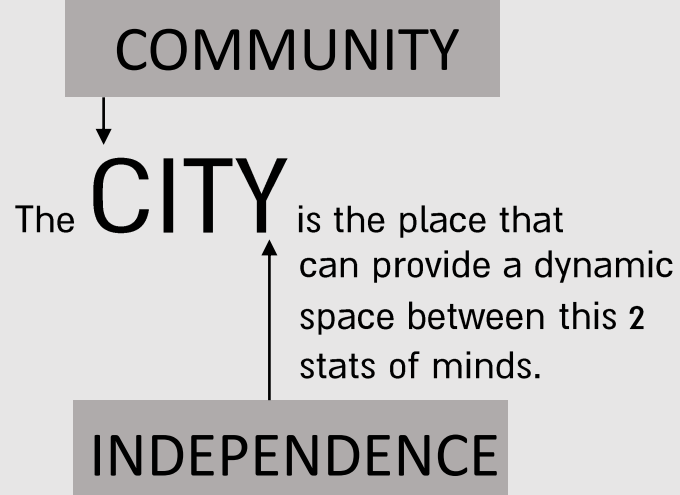 COMMUNITY
The CITY is the place that
can provide a dynamic
space between this 2
stats of minds.
INDEPENDENCE